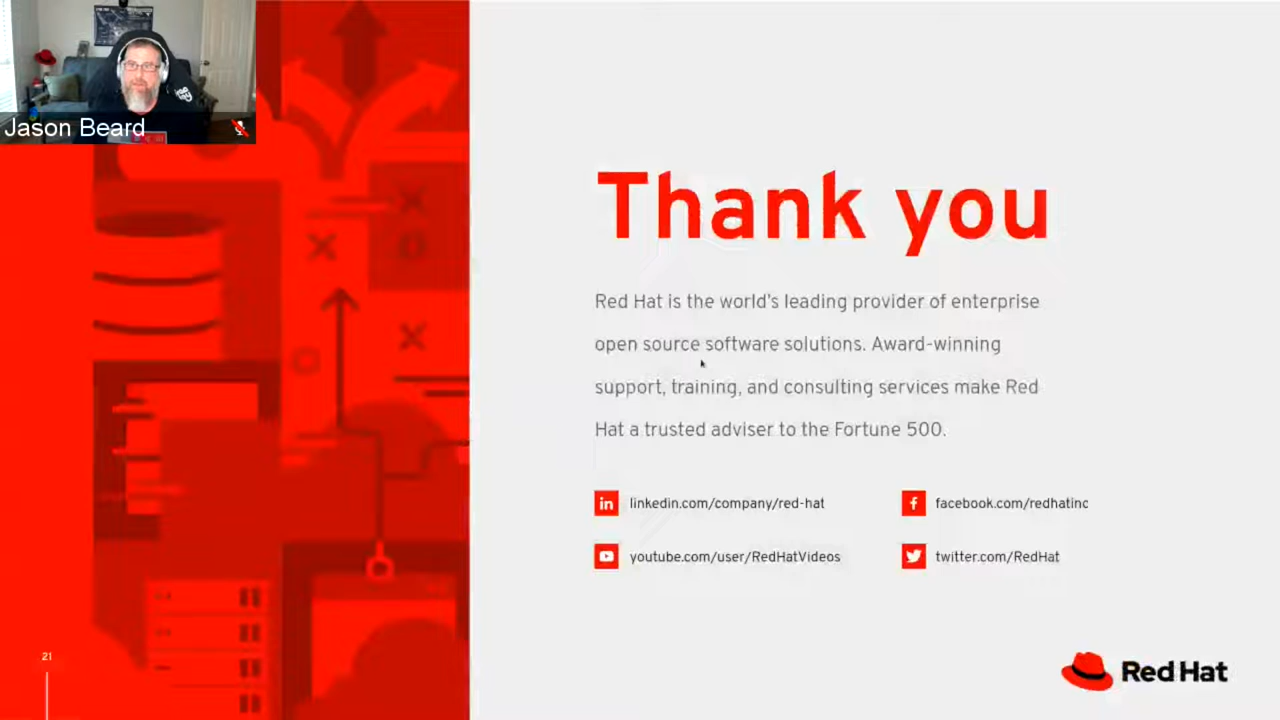 Jason Beard
Thank you
Red Hat is the world's leading provider of enterprise
open source software solutions. Award-winning
support, training, and consulting services make Red
Hat a trusted adviser to the Fortune 500.
linkedin.com/company/red-hat
facebook.com/redhatinc
youtube.com/user/RedHatVideos
twitter.com/RedHat
21
Red Hat